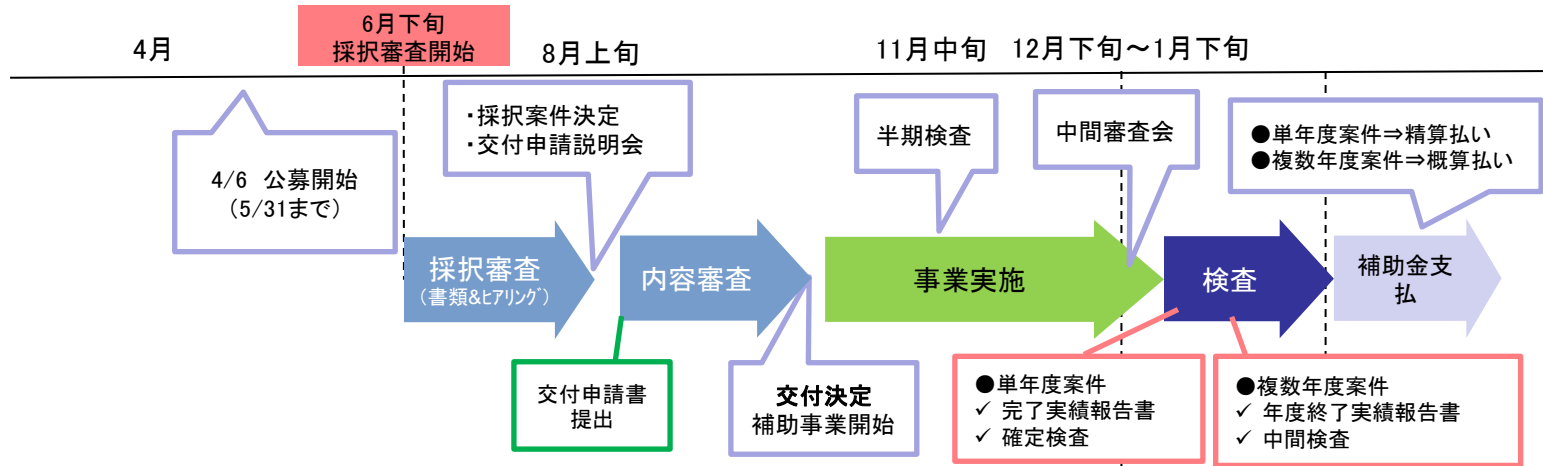 4月
6月下旬
採択審査開始
8月上旬
11月中旬
12月下旬～1月下旬
4/6 公募開始
（5/31まで）
・採択案件決定
・交付申請説明会
半期検査
中間審査会
●単年度案件⇒精算払い
●複数年度案件⇒概算払い
採択審査
（書類&ﾋｱﾘﾝｸﾞ）
内容審査
事業実施
検査
補助金支
払
交付申請書
提出
交付決定
補助事業開始
●単年度案件
✓ 完了実績報告書
✓ 確定検査
●複数年度案件
✓ 年度終了実績報告書
✓ 中間検査